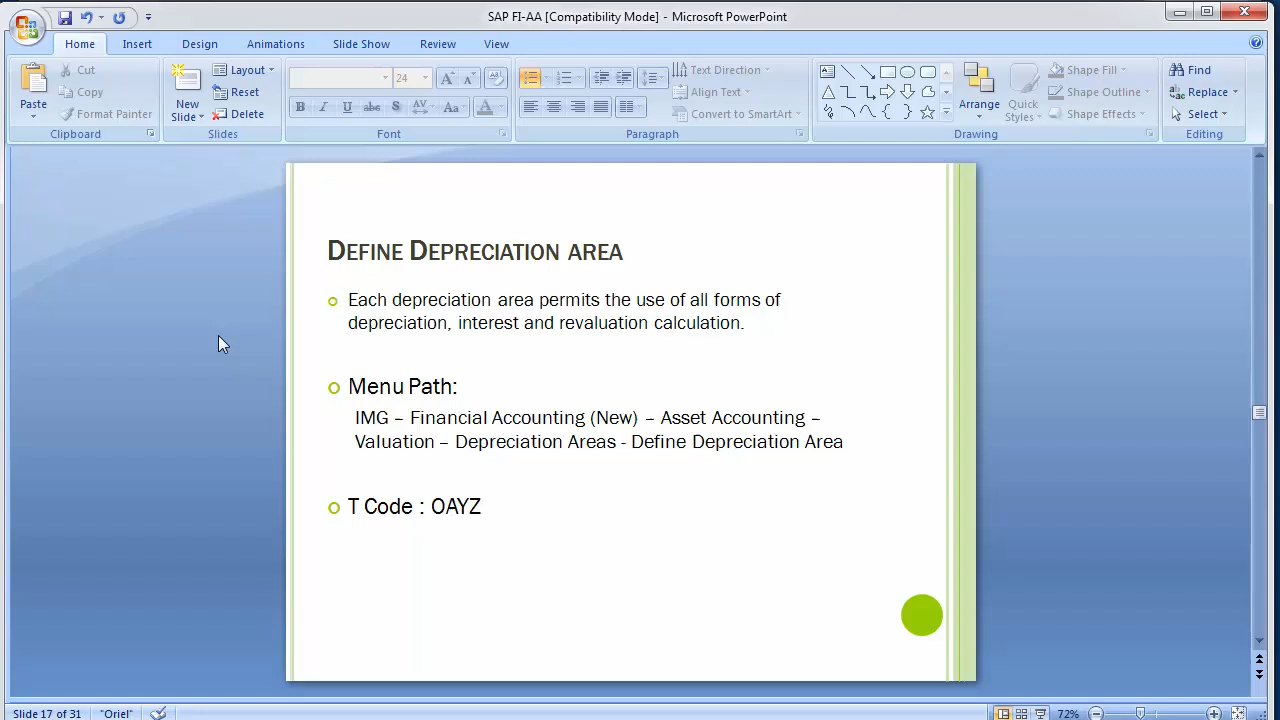 SAP FI-AA [Compatibility Mode] - Microsoft PowerPoint
Home Insert Design Animations Slide Show Review View
Paste
Cut
Copy
Format Painter
Clipboard
New Slide
Layout
Reset
Delete
Slides
24
B I U abc S AV Aa A
Font
Text Direction
Align Text
Convert to SmartArt
Paragraph
Arrange
Quick Styles
Shape Fill
Shape Outline
Shape Effects
Drawing
Find
Replace
Select
Editing
DEFINE DEPRECIATION AREA
Each depreciation area permits the use of all forms of
depreciation, interest and revaluation calculation.
Menu Path:
IMG – Financial Accounting (New) – Asset Accounting –
Valuation – Depreciation Areas - Define Depreciation Area
T Code : OAYZ
Slide 17 of 31 "Oriel" 72%